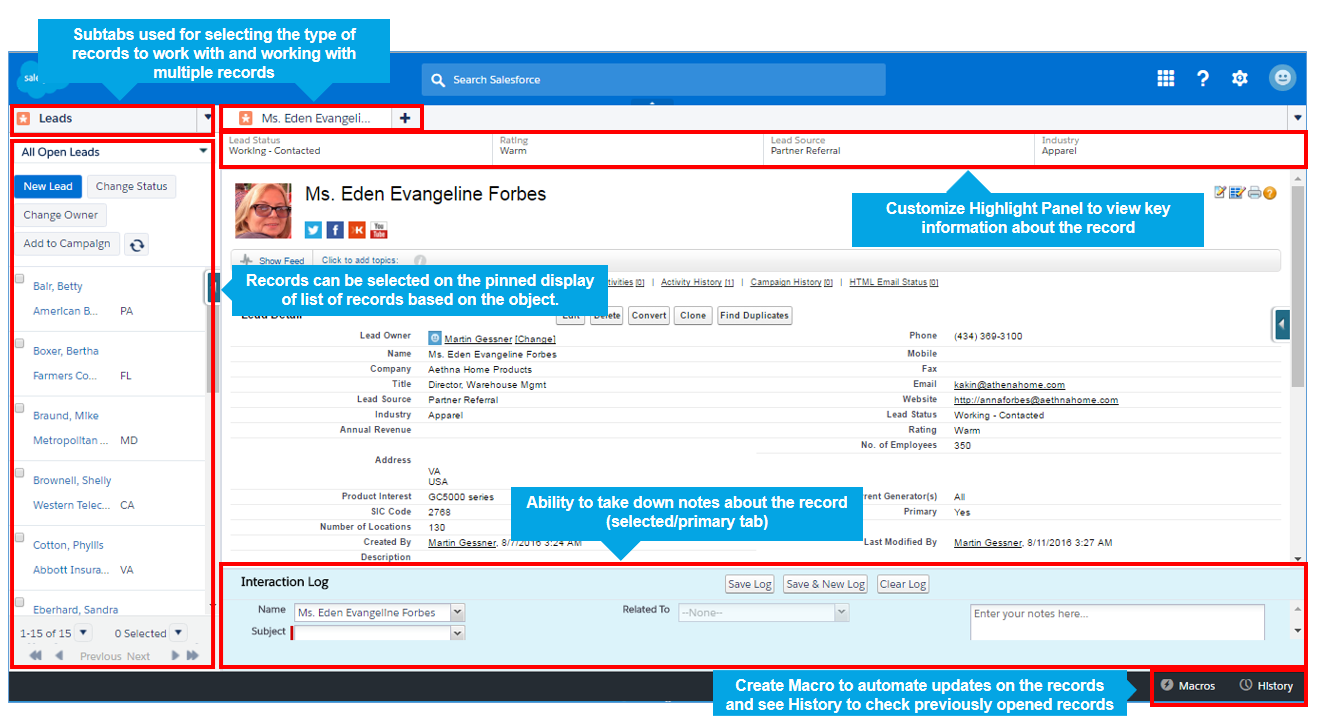 Subtabs used for selecting the type of
records to work with and working with
multiple records
Search Salesforce
Leads
Ms. Eden Evangeli...
Lead Status
Working - Contacted
Rating
Warm
Lead Source
Partner Referral
Industry
Apparel
All Open Leads
New Lead
Change Status
Change Owner
Add to Campaign
Ms. Eden Evangeline Forbes
You
Tube
Customize Highlight Panel to view key
information about the record
Show Feed
Click to add topics:
Records can be selected on the pinned display
of list of records based on the object.
Activity History [1] | Campaign History [0] | HTML Email Status [0]
Lead Detail
Edit
Delete
Convert
Clone
Find Duplicates
Bair, Betty
American B... PA
Boxer, Bertha
Farmers Co... FL
Braund, Mike
Metropolitan ... MD
Brownell, Shelly
Western Telec... CA
Cotton, Phyllis
Abbott Insura... VA
Eberhard, Sandra
1-15 of 15
0 Selected
Previous Next
Lead Owner Martin Gessner [Change]
Phone (434) 369-3100
Name Ms. Eden Evangeline Forbes
Mobile
Company Aethna Home Products
Fax
Title Director, Warehouse Mgmt
Email kakin@athenahome.com
Lead Source Partner Referral
Website http://annaforbes@aethnahome.com
Industry Apparel
Lead Status Working - Contacted
Annual Revenue
Rating Warm
No. of Employees 350
Address
VA
USA
Product Interest GC5000 series
All
SIC Code 2768
Primary Yes
Number of Locations 130
Created By Martin Gessner, 8/7/2016 3:24 AM
Last Modified By Martin Gessner, 8/11/2016 3:27 AM
Description
Ability to take down notes about the record
(selected/primary tab)
Interaction Log
Save Log
Save & New Log
Clear Log
Name Ms. Eden Evangeline Forbes
Related To --None--
Enter your notes here...
Subject
Create Macro to automate updates on the records
and see History to check previously opened records
Macros
History